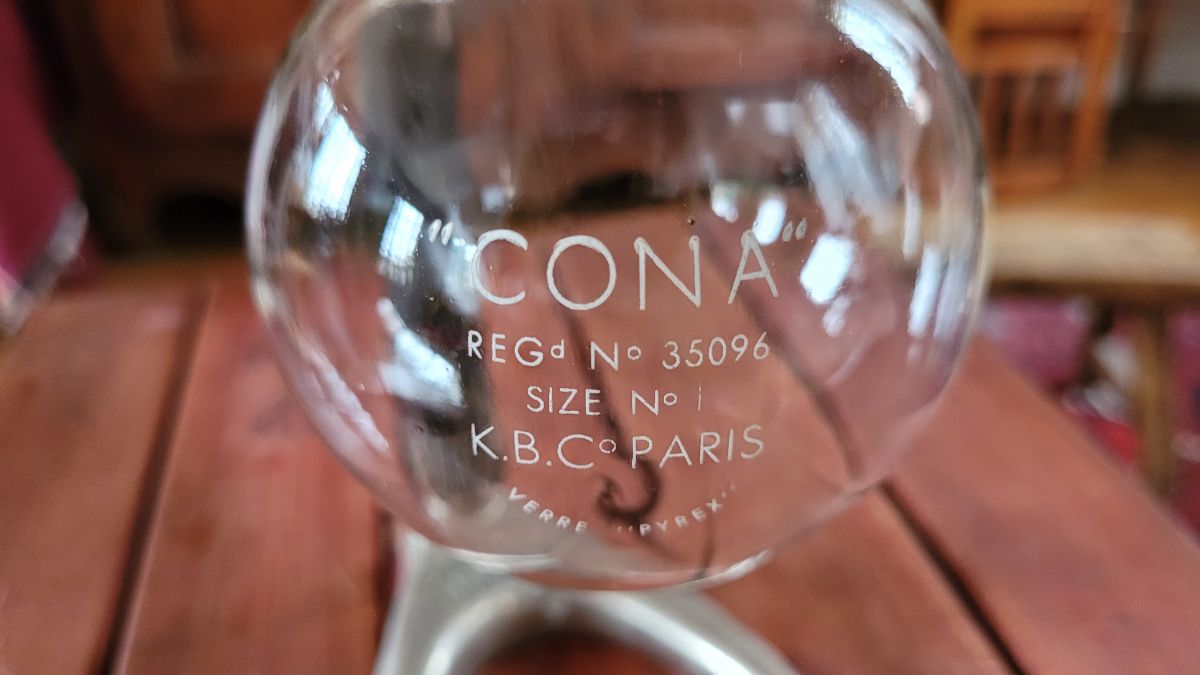 "CONA"
REGd No 35096
SIZE No 1
K.B.Co PARIS
VERRE "PYREX"